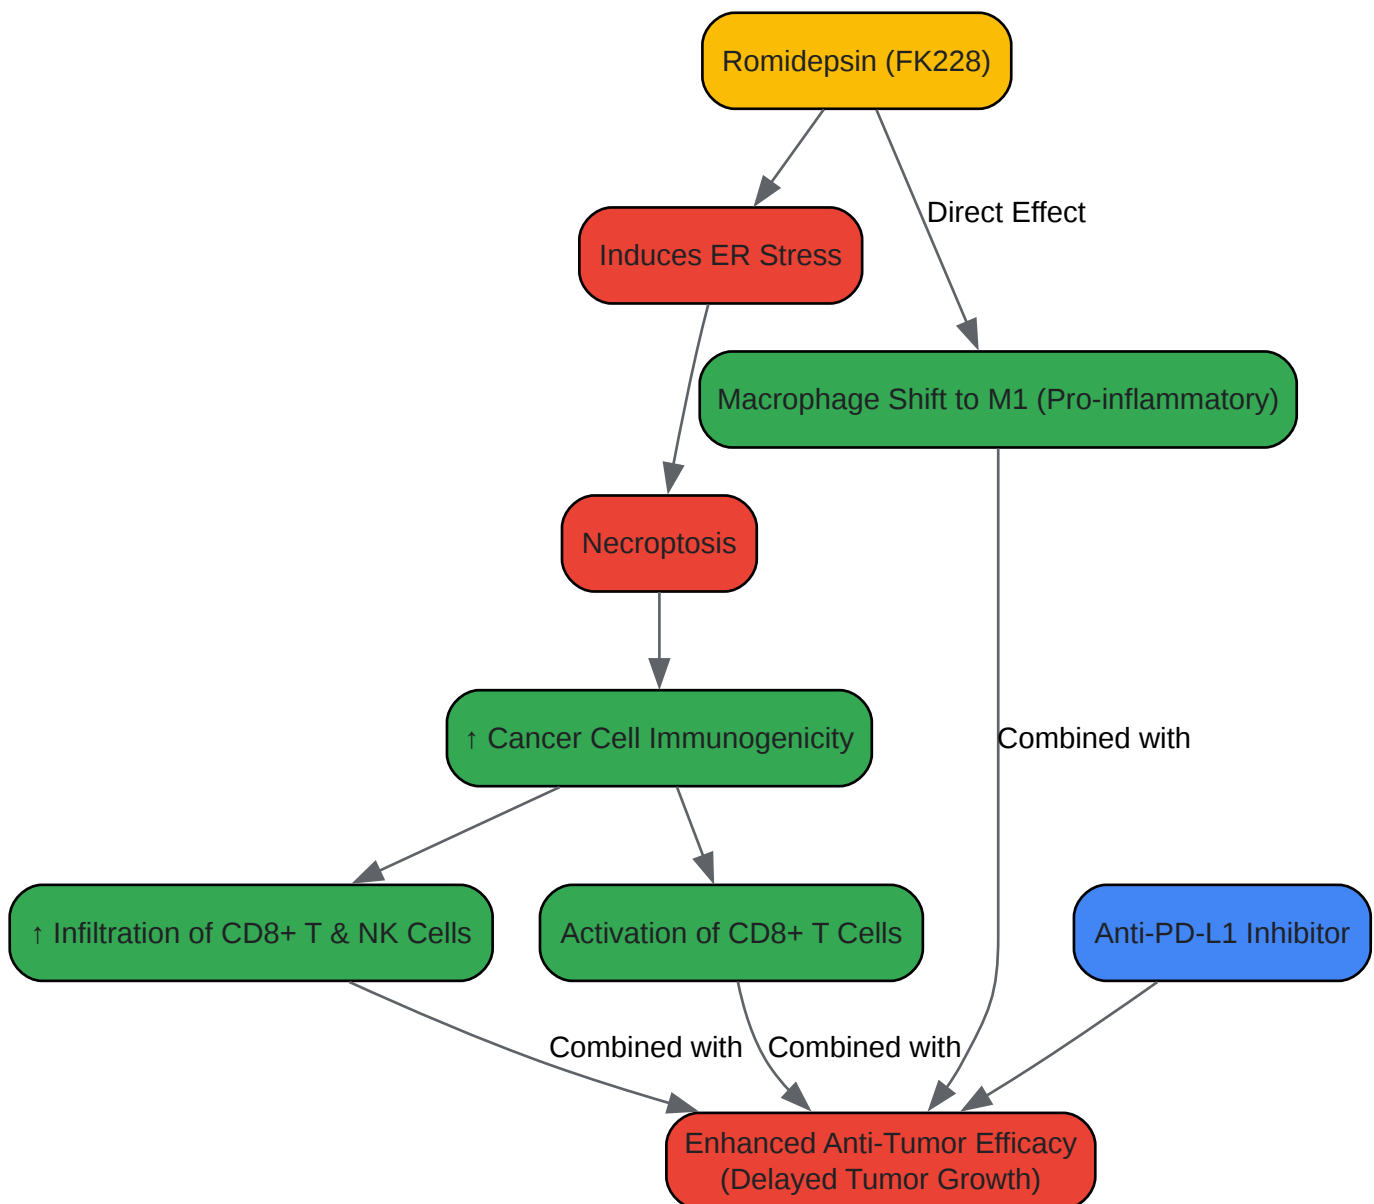 Romidepsin (FK228)
Direct Effect
Induces ER Stress
Macrophage Shift to M1 (Pro-inflammatory)
Necroptosis
↑ Cancer Cell Immunogenicity
Combined with
↑ Infiltration of CD8+ T & NK Cells
Activation of CD8+ T Cells
Anti-PD-L1 Inhibitor
Combined with
Combined with
Enhanced Anti-Tumor Efficacy
(Delayed Tumor Growth)